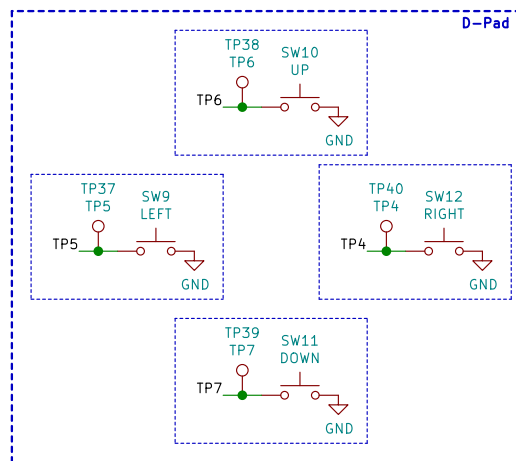 D-Pad
TP38
TP6
SW10
UP
TP6
GND
TP37
TP5
SW9
LEFT
TP5
GND
TP40
TP4
SW12
RIGHT
TP4
GND
TP39
TP7
SW11
DOWN
TP7
GND